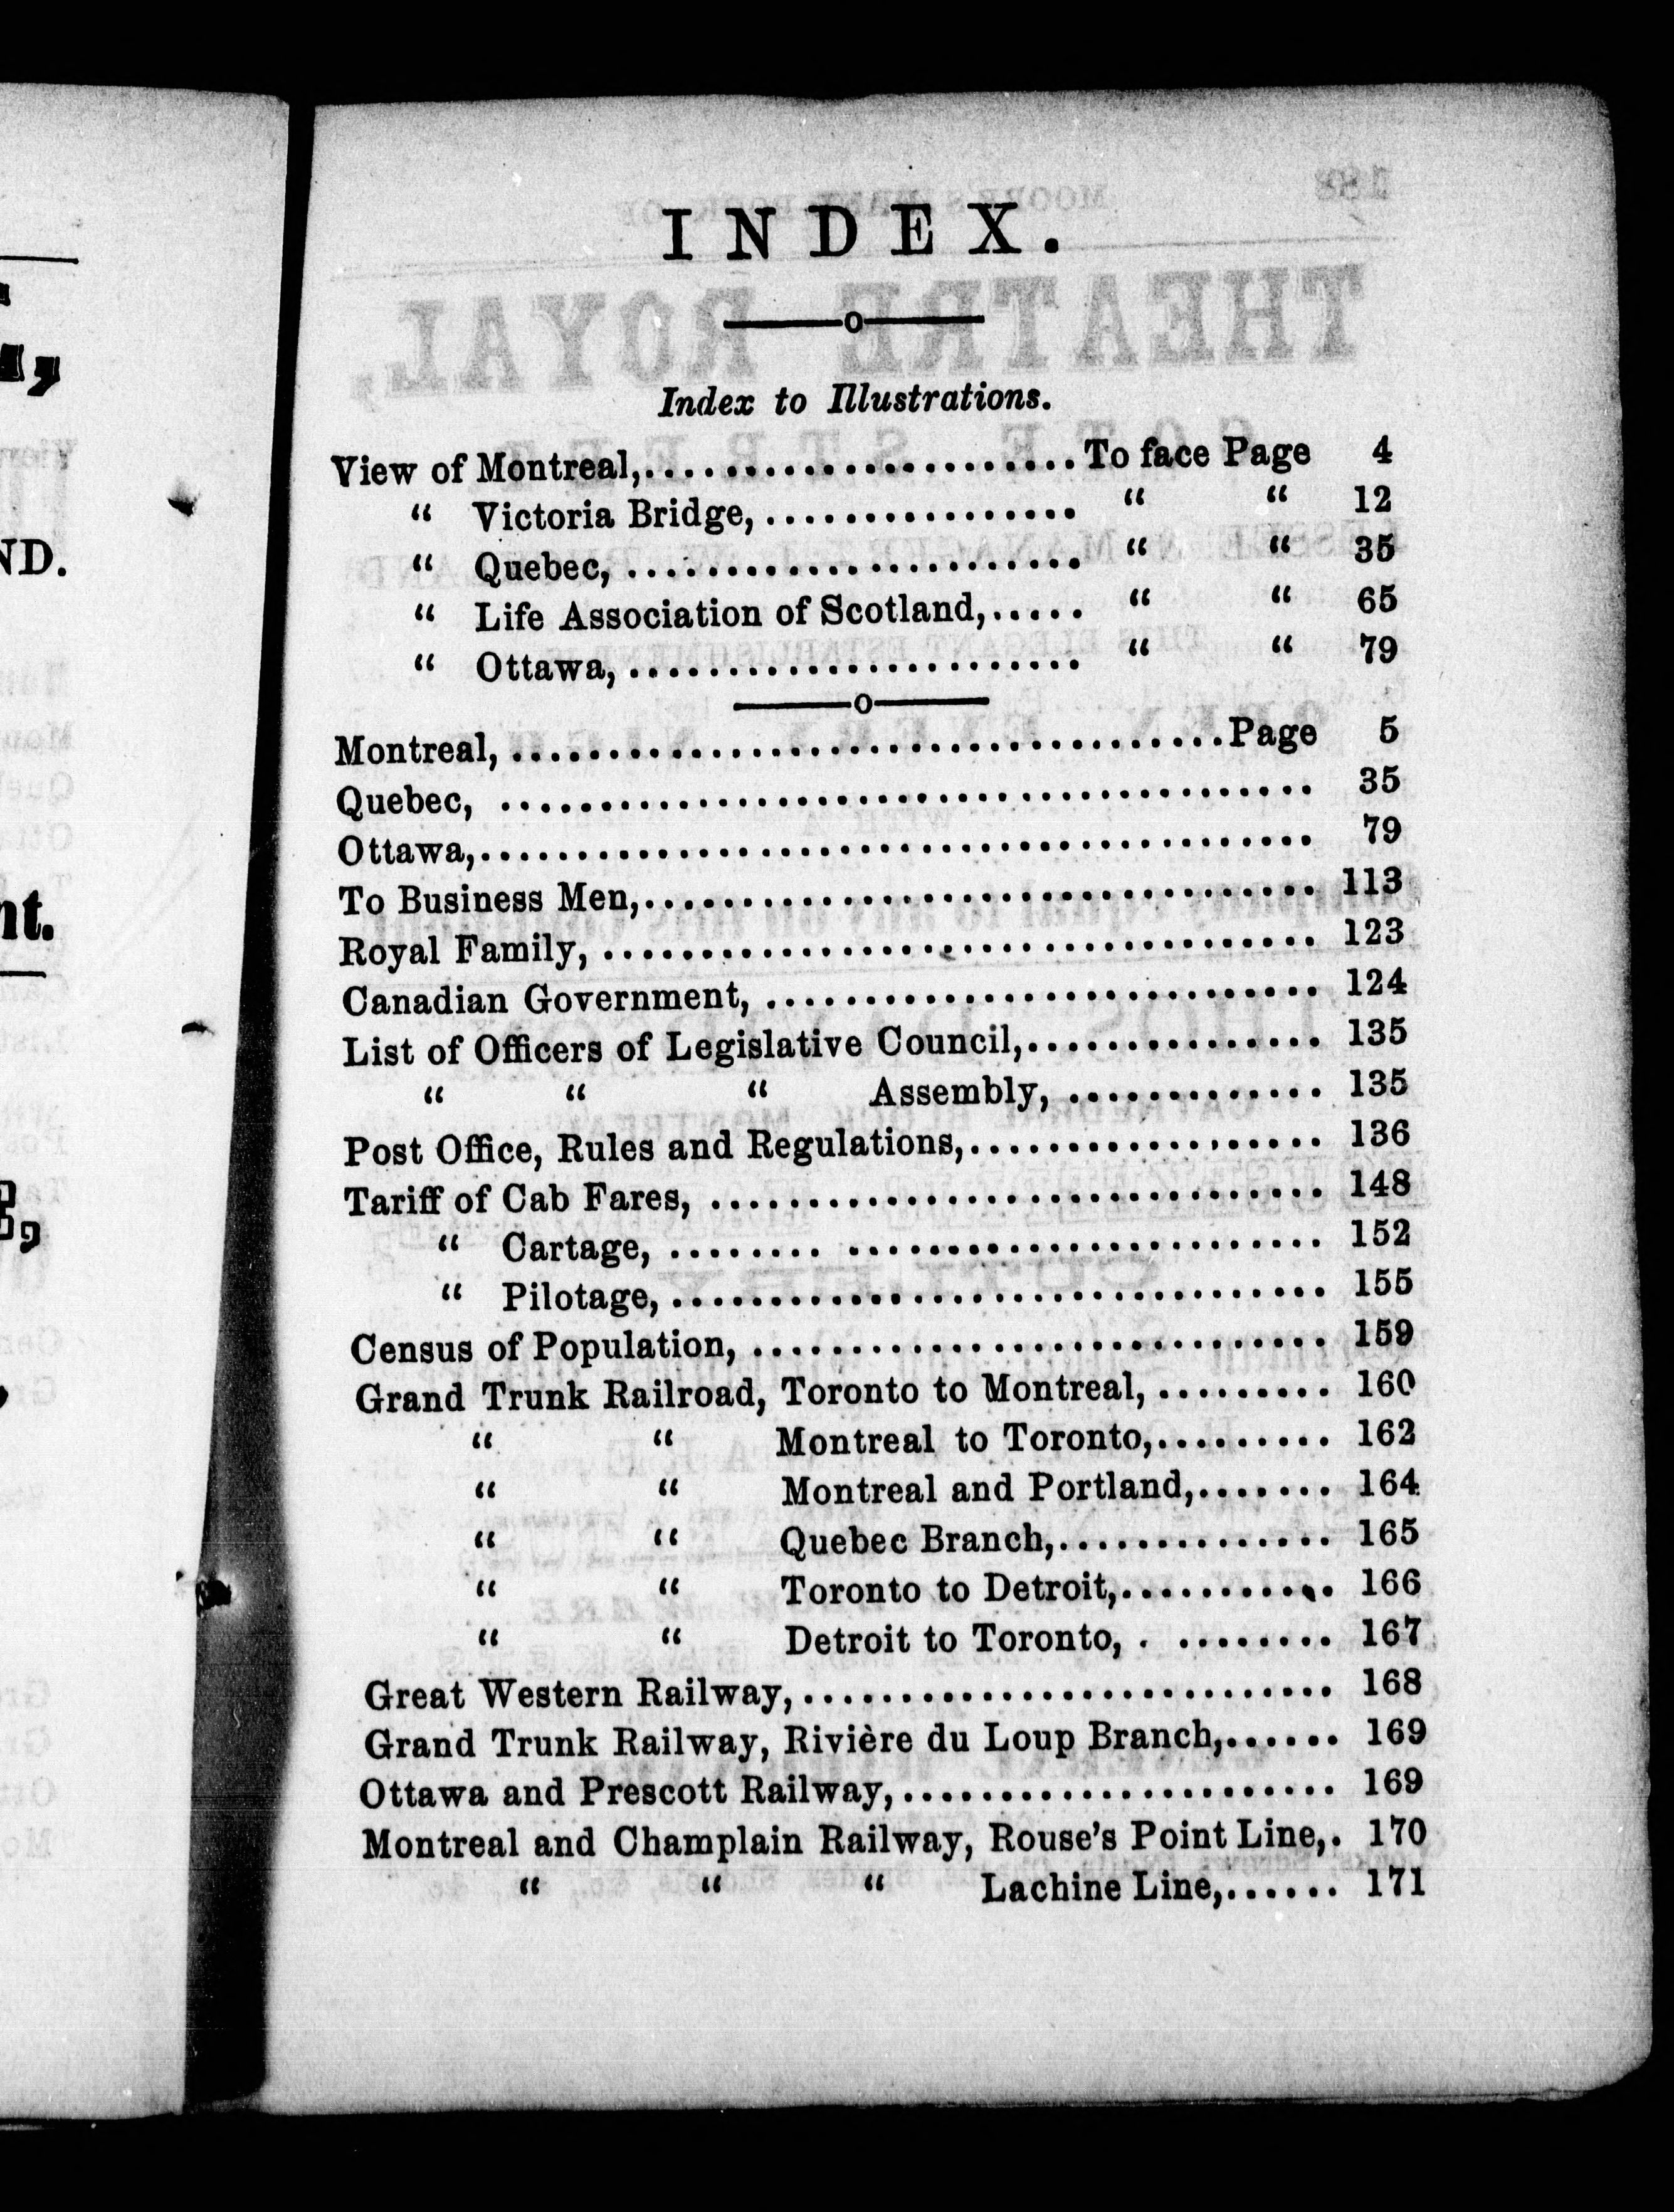 INDEX.
Index to Illustrations.
View of Montreal,......................To face Page 4
“ Victoria Bridge,................ “ “ 12
“ Quebec,....................... “ “ 35
“ Life Association of Scotland,..... “ “ 65
“ Ottawa,....................... “ “ 79
Montreal,....................................Page 5
Quebec, ......................................... 35
Ottawa,.......................................... 79
To Business Men,.................................. 113
Royal Family,.................................... 123
Canadian Government,............................ 124
List of Officers of Legislative Council,............... 135
“ “ “ Assembly,............. 135
Post Office, Rules and Regulations,.................. 136
Tariff of Cab Fares,............................... 148
“ Cartage, ........ ........................ 152
“ Pilotage,................................. 155
Census of Population,............................. 159
Grand Trunk Railroad, Toronto to Montreal,......... 160
“ “ Montreal to Toronto,......... 162
“ “ Montreal and Portland,....... 164
“ “ Quebec Branch,.............. 165
“ “ Toronto to Detroit,........... 166
“ “ Detroit to Toronto, . ........ 167
Great Western Railway,........................... 168
Grand Trunk Railway, Rivière du Loup Branch,...... 169
Ottawa and Prescott Railway,...................... 169
Montreal and Champlain Railway, Rouse’s Point Line,. 170
“ “ “ Lachine Line,...... 171